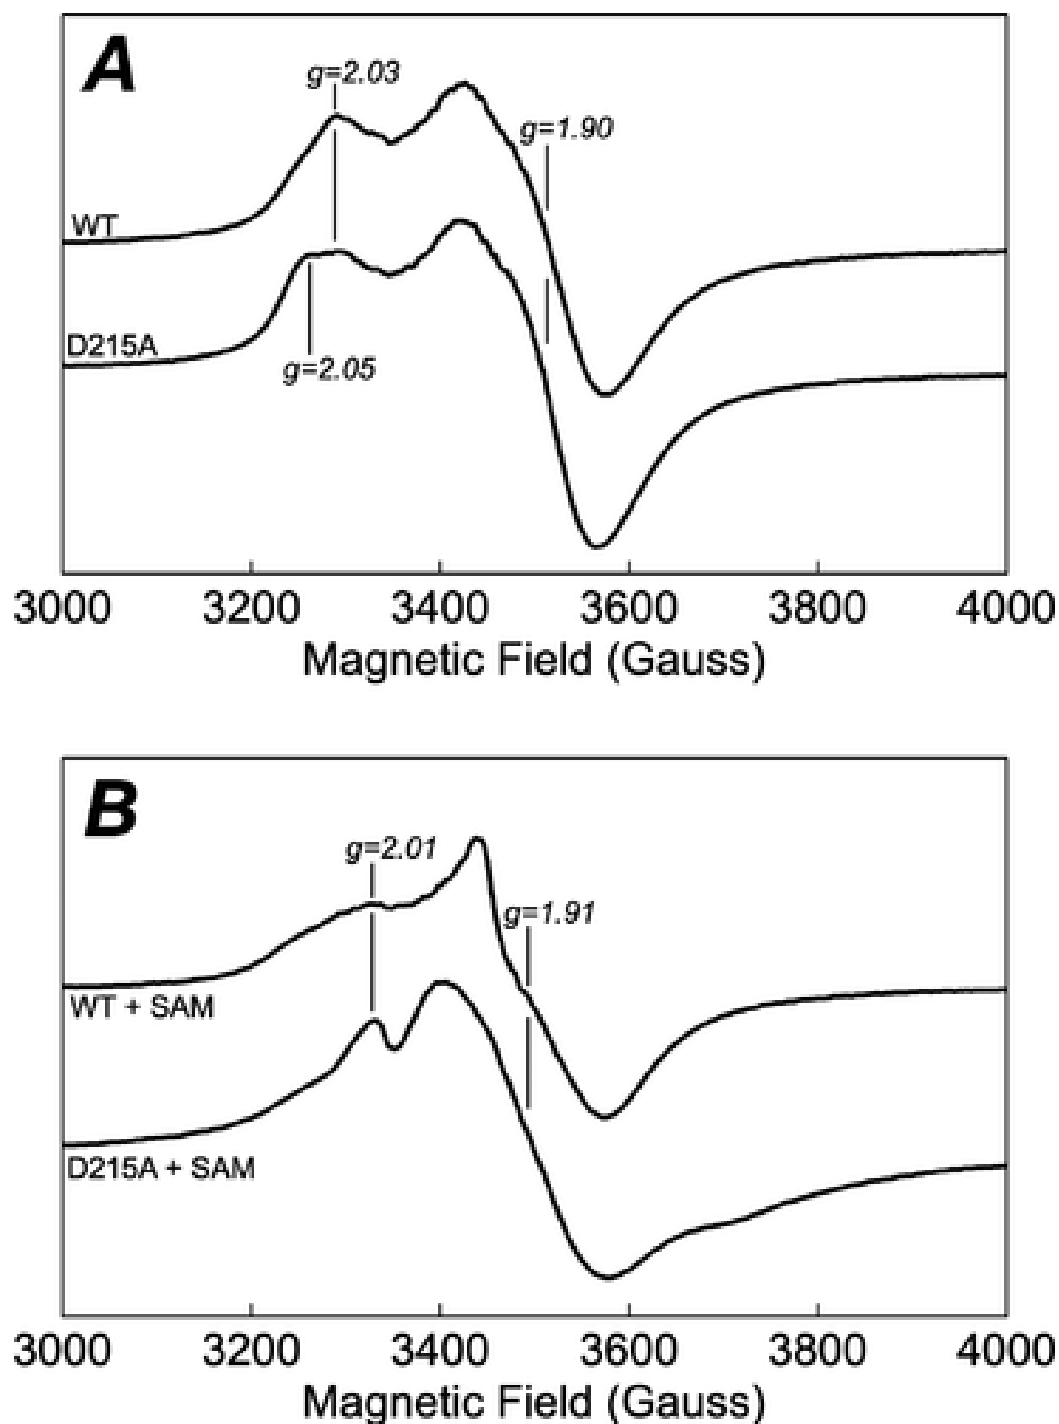 A
g=2.03
g=1.90
WT
D215A
g=2.05
3000 3200 3400 3600 3800 4000
Magnetic Field (Gauss)
B
g=2.01
g=1.91
WT + SAM
D215A + SAM
3000 3200 3400 3600 3800 4000
Magnetic Field (Gauss)